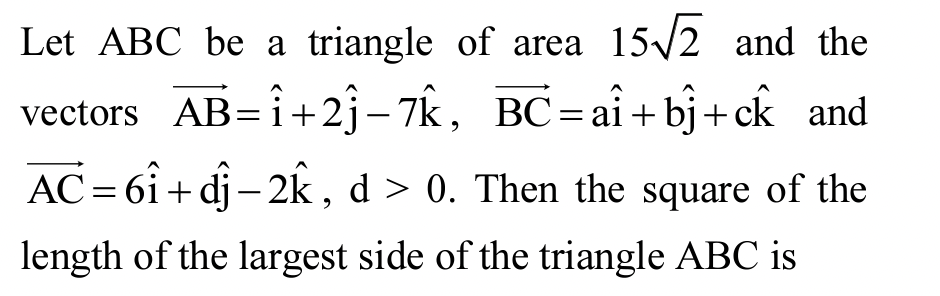 Let ABC be a triangle of area 15√2 and the
vectors $\overrightarrow{AB}=\hat{i}+2\hat{j}-7\hat{k}$, $\overrightarrow{BC}=a\hat{i}+b\hat{j}+c\hat{k}$ and
$\overrightarrow{AC}=6\hat{i}+d\hat{j}-2\hat{k}$, d > 0. Then the square of the
length of the largest side of the triangle ABC is